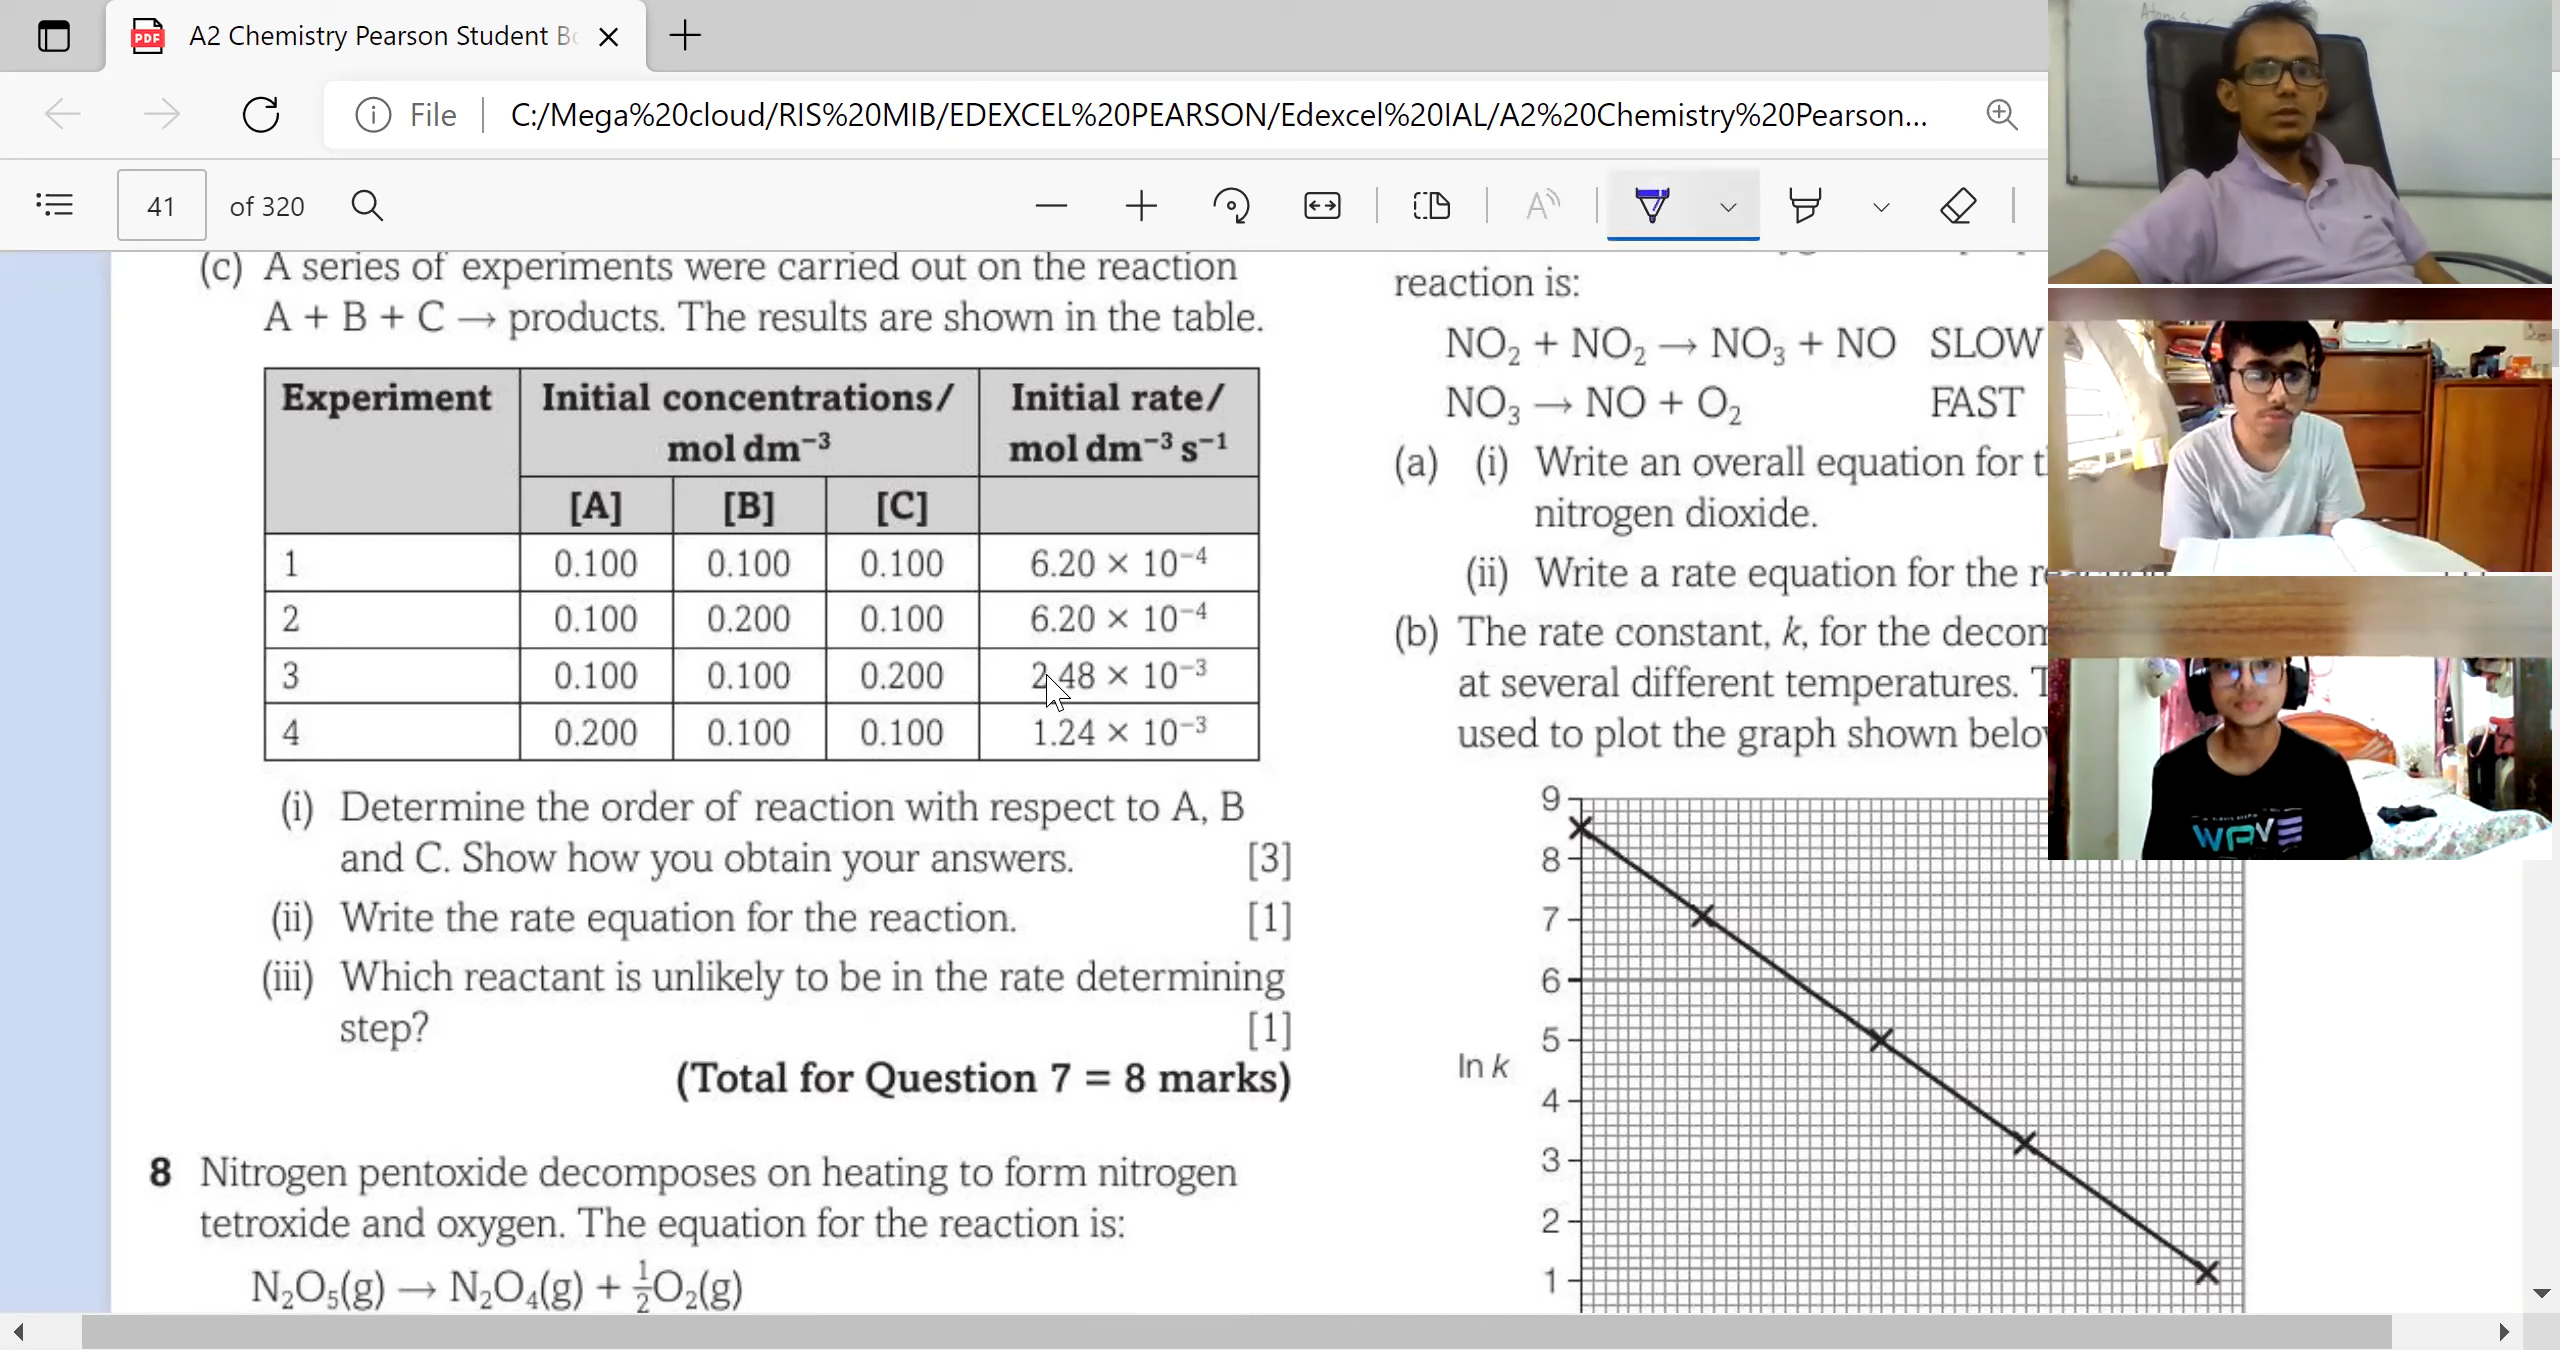 A2 Chemistry Pearson Student Bo
File
C:/Mega%20cloud/RIS%20MIB/EDEXCEL%20PEARSON/Edexcel%20IAL/A2%20Chemistry%20Pearson...
41 of 320
(c) A series of experiments were carried out on the reaction
A + B + C → products. The results are shown in the table.
Experiment Initial concentrations/ Initial rate/
mol dm⁻³ mol dm⁻³ s⁻¹
[A] [B] [C]
1 0.100 0.100 0.100 6.20 × 10⁻⁴
2 0.100 0.200 0.100 6.20 × 10⁻⁴
3 0.100 0.100 0.200 2.48 × 10⁻³
4 0.200 0.100 0.100 1.24 × 10⁻³
(i) Determine the order of reaction with respect to A, B
and C. Show how you obtain your answers. [3]
(ii) Write the rate equation for the reaction. [1]
(iii) Which reactant is unlikely to be in the rate determining
step? [1]
(Total for Question 7 = 8 marks)
8 Nitrogen pentoxide decomposes on heating to form nitrogen
tetroxide and oxygen. The equation for the reaction is:
N₂O₅(g) → N₂O₄(g) + ½O₂(g)
reaction is:
NO₂ + NO₂ → NO₃ + NO SLOW
NO₃ → NO + O₂ FAST
(a) (i) Write an overall equation for t
nitrogen dioxide.
(ii) Write a rate equation for the re
(b) The rate constant, k, for the decom
at several different temperatures. T
used to plot the graph shown belo
9
8
7
6
5
ln k
4
3
2
1
WAVE